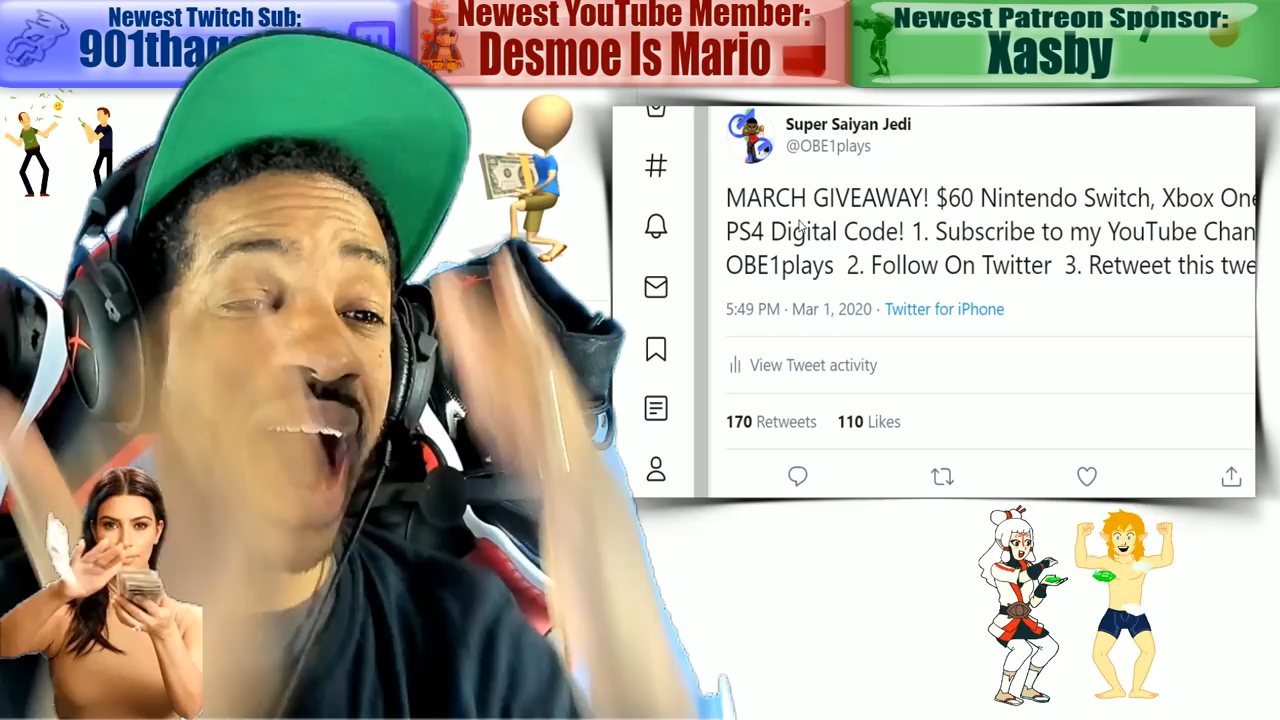 Newest Twitch Sub:
Newest YouTube Member:
Desmoe Is Mario
Newest Patreon Sponsor:
Xasby
Super Saiyan Jedi
@OBE1plays
MARCH GIVEAWAY! $60 Nintendo Switch, Xbox One
PS4 Digital Code! 1. Subscribe to my YouTube Chan
OBE1plays 2. Follow On Twitter 3. Retweet this twe
5:49 PM · Mar 1, 2020 · Twitter for iPhone
View Tweet activity
170 Retweets 110 Likes